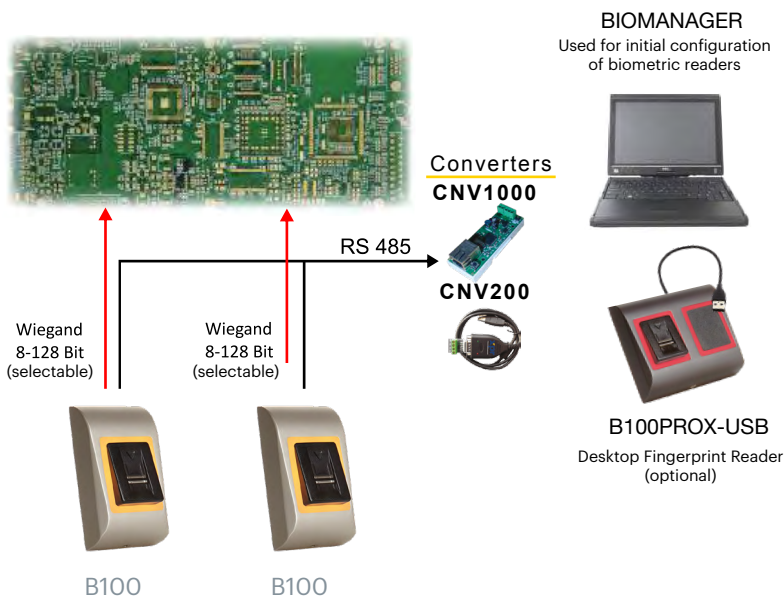 BIOMANAGER
Used for initial configuration
of biometric readers
Converters
CNV1000
RS 485
CNV200
Wiegand
8-128 Bit
(selectable)
Wiegand
8-128 Bit
(selectable)
B100PROX-USB
Desktop Fingerprint Reader
(optional)
B100
B100